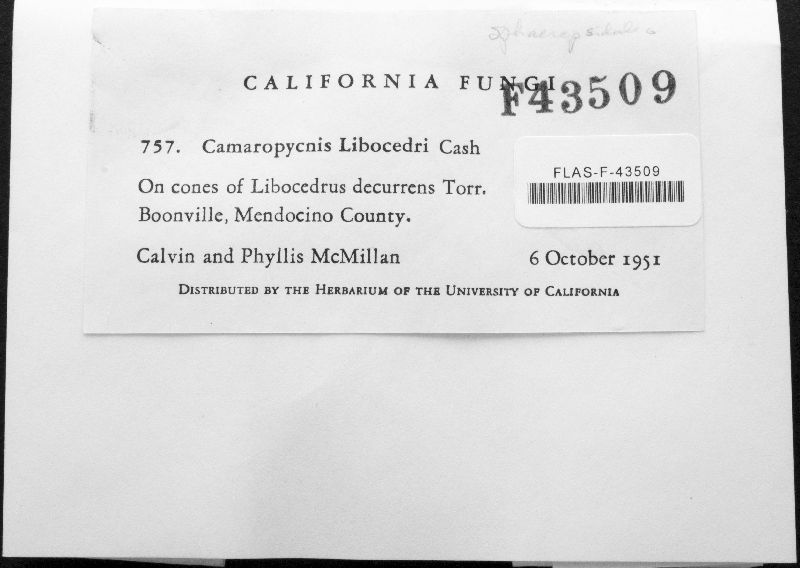 CALIFORNIA FUNGI
F43509
757. Camaropycnis Libocedri Cash
FLAS-F-43509
On cones of Libocedrus decurrens Torr.
Boonville, Mendocino County.
Calvin and Phyllis McMillan 6 October 1951
DISTRIBUTED BY THE HERBARIUM OF THE UNIVERSITY OF CALIFORNIA